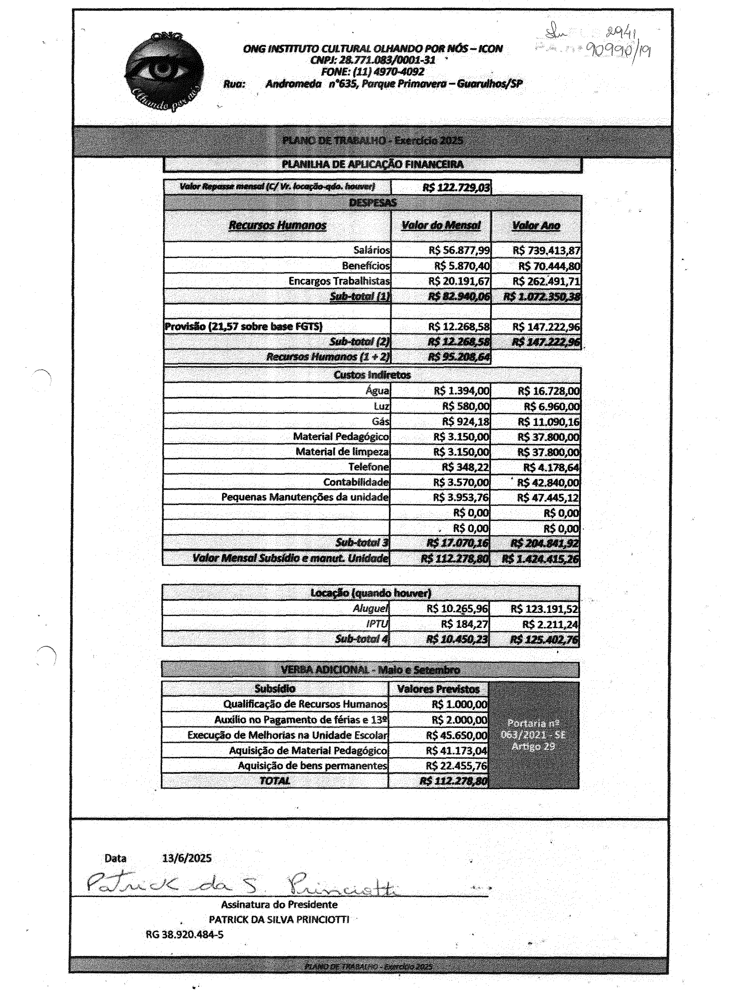 2941
P.A. nº 90990/19
ONG
Olhando por nós
ONG INSTITUTO CULTURAL OLHANDO POR NÓS – ICON
CNPJ: 28.771.083/0001-31
FONE: (11) 4970-4092
Rua: Andromeda n°635, Parque Primavera – Guarulhos/SP
PLANO DE TRABALHO - Exercício 2025
PLANILHA DE APLICAÇÃO FINANCEIRA
Valor Repasse mensal (C/ Vr. locação-qdo. houver) R$ 122.729,03
DESPESAS
Recursos Humanos Valor do Mensal Valor Ano
Salários R$ 56.877,99 R$ 739.413,87
Benefícios R$ 5.870,40 R$ 70.444,80
Encargos Trabalhistas R$ 20.191,67 R$ 262.491,71
Sub-total (1) R$ 82.940,06 R$ 1.072.350,38
Provisão (21,57 sobre base FGTS) R$ 12.268,58 R$ 147.222,96
Sub-total (2) R$ 12.268,58 R$ 147.222,96
Recursos Humanos (1 + 2) R$ 95.208,64
Custos Indiretos
Água R$ 1.394,00 R$ 16.728,00
Luz R$ 580,00 R$ 6.960,00
Gás R$ 924,18 R$ 11.090,16
Material Pedagógico R$ 3.150,00 R$ 37.800,00
Material de limpeza R$ 3.150,00 R$ 37.800,00
Telefone R$ 348,22 R$ 4.178,64
Contabilidade R$ 3.570,00 R$ 42.840,00
Pequenas Manutenções da unidade R$ 3.953,76 R$ 47.445,12
R$ 0,00 R$ 0,00
R$ 0,00 R$ 0,00
Sub-total 3 R$ 17.070,16 R$ 204.841,92
Valor Mensal Subsídio e manut. Unidade R$ 112.278,80 R$ 1.424.415,26
Locação (quando houver)
Aluguel R$ 10.265,96 R$ 123.191,52
IPTU R$ 184,27 R$ 2.211,24
Sub-total 4 R$ 10.450,23 R$ 125.402,76
VERBA ADICIONAL - Maio e Setembro
Subsídio Valores Previstos
Qualificação de Recursos Humanos R$ 1.000,00
Auxílio no Pagamento de férias e 13º R$ 2.000,00
Execução de Melhorias na Unidade Escolar R$ 45.650,00
Aquisição de Material Pedagógico R$ 41.173,04
Aquisição de bens permanentes R$ 22.455,76
TOTAL R$ 112.278,80
Portaria nº
063/2021 - SE
Artigo 29
Data 13/6/2025
Patrick da S. Princiotti
Assinatura do Presidente
PATRICK DA SILVA PRINCIOTTI
RG 38.920.484-5
PLANO DE TRABALHO - Exercício 2025